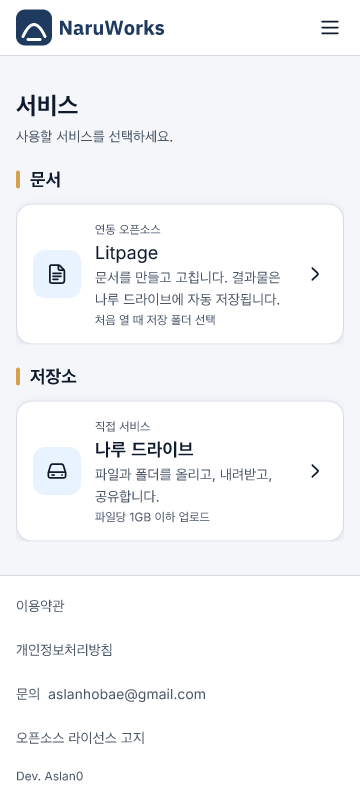 NaruWorks
서비스
사용할 서비스를 선택하세요.
문서
연동 오픈소스
Litpage
문서를 만들고 고칩니다. 결과물은
나루 드라이브에 자동 저장됩니다.
처음 열 때 저장 폴더 선택
저장소
직접 서비스
나루 드라이브
파일과 폴더를 올리고, 내려받고,
공유합니다.
파일당 1GB 이하 업로드
이용약관
개인정보처리방침
문의 aslanhobae@gmail.com
오픈소스 라이선스 고지
Dev. Aslan0